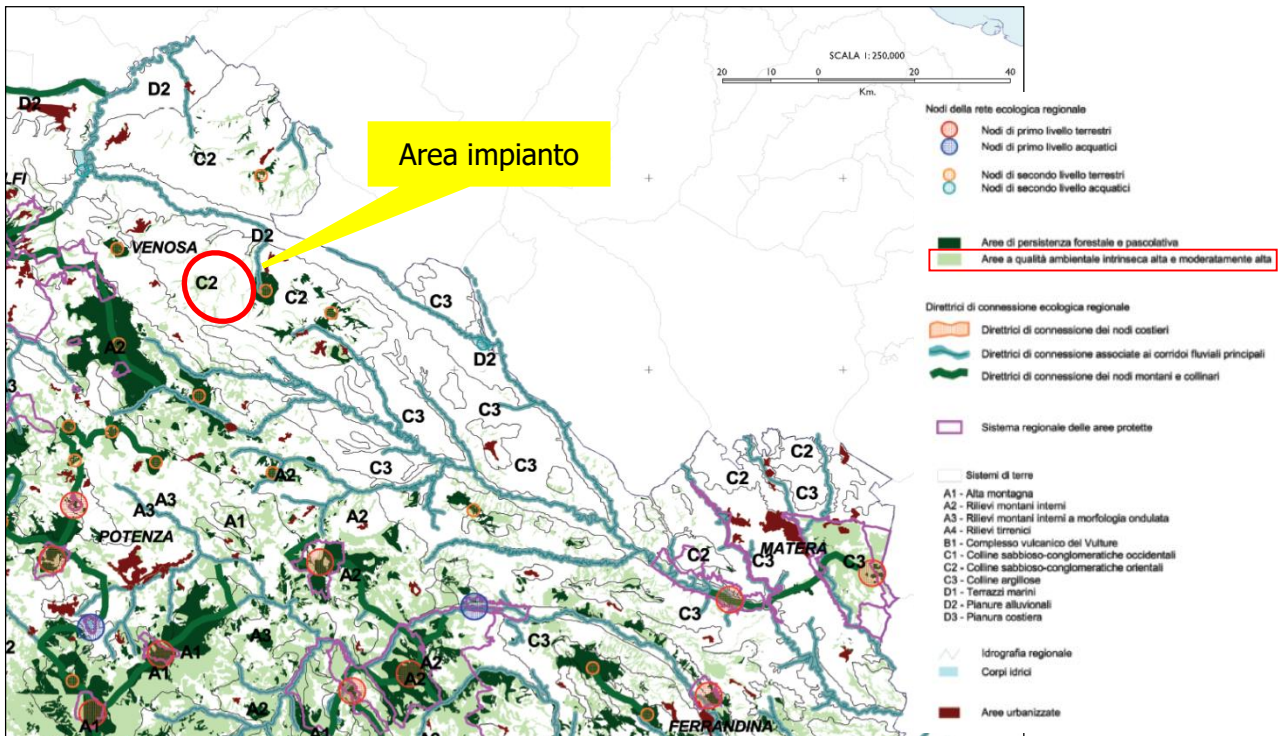 SCALA 1: 250,000
20 10 0 20 40
Km.
D2
D2
C2
Area impianto
LFI
VENOSA
D2
C2
C2
C3
D2
A2
C3
C3
C3
C3
A2
A3
A1
A2
POTENZA
A2
C2
C2
C3
C2
MATERA
C3
C3
C3
A3
C3
A1
A1
A2
A2
A2
A1
A1
FERRANDINA
Nodi della rete ecologica regionale
Nodi di primo livello terrestri
Nodi di primo livello acquatici
Nodi di secondo livello terrestri
Nodi di secondo livello acquatici
Aree di persistenza forestale e pascolativa
Aree a qualità ambientale intrinseca alta e moderatamente alta
Direttrici di connessione ecologica regionale
Direttrici di connessione dei nodi costieri
Direttrici di connessione associate ai corridoi fluviali principali
Direttrici di connessione dei nodi montani e collinari
Sistema regionale delle aree protette
Sistemi di terre
A1 - Alta montagna
A2 - Rilievi montani interni
A3 - Rilievi montani interni a morfologia ondulata
A4 - Rilievi tirrenici
B1 - Complesso vulcanico del Vulture
C1 - Colline sabbioso-conglomeratiche occidentali
C2 - Colline sabbioso-conglomeratiche orientali
C3 - Colline argillose
D1 - Terrazzi marini
D2 - Pianure alluvionali
D3 - Pianura costiera
Idrografia regionale
Corpi idrici
Aree urbanizzate